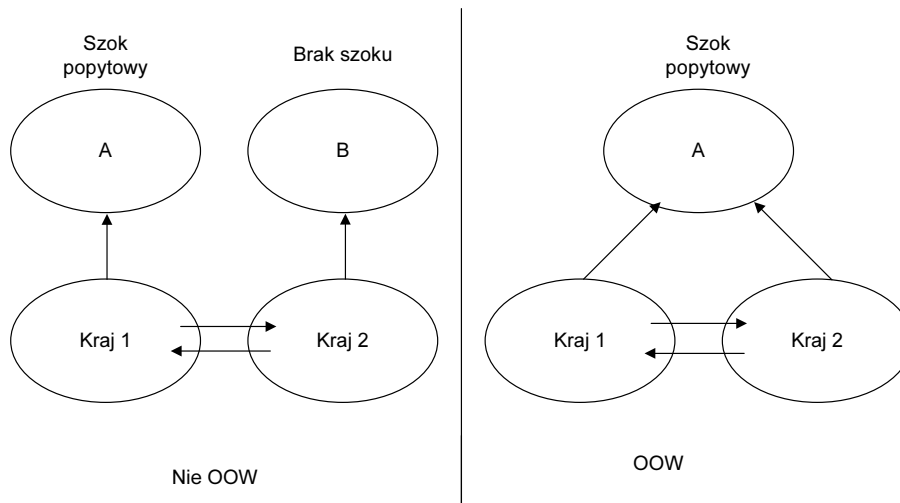 Szok
popytowy
Brak szoku
A
B
Kraj 1
Kraj 2
Nie OOW
Szok
popytowy
A
Kraj 1
Kraj 2
OOW